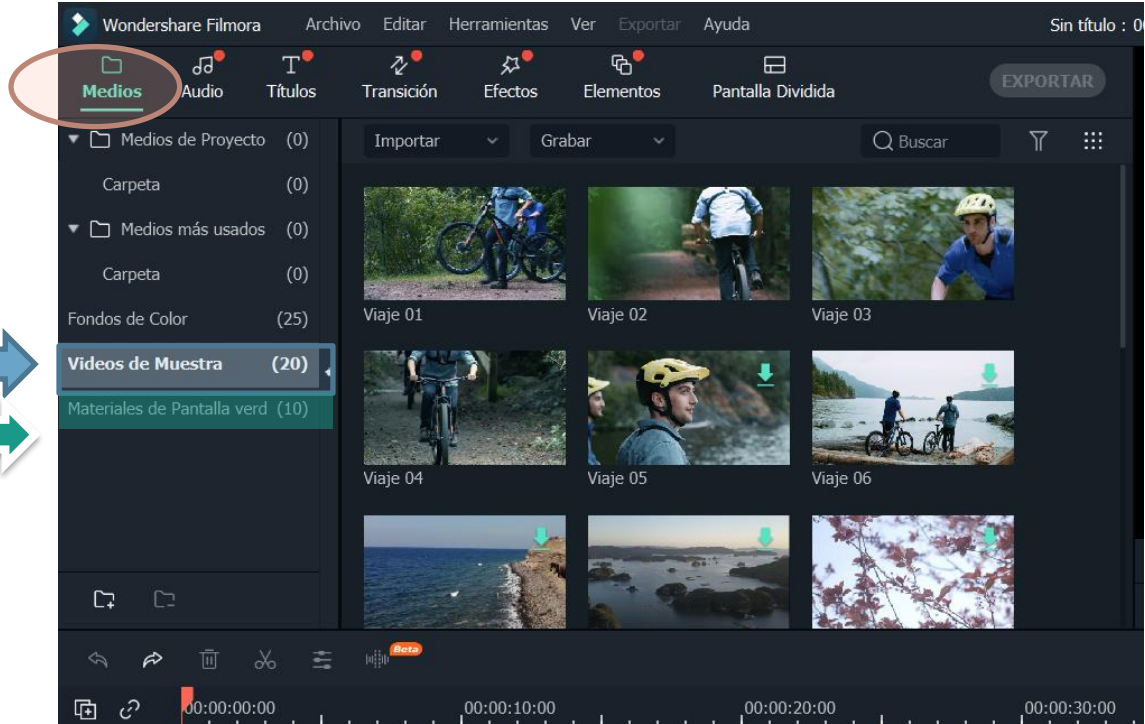 Wondershare Filmora Archivo Editar Herramientas Ver Exportar Ayuda Sin título : 0
Medios Audio Títulos Transición Efectos Elementos Pantalla Dividida EXPORTAR
Medios de Proyecto (0) Importar Grabar Buscar
Carpeta (0)
Medios más usados (0)
Carpeta (0)
Fondos de Color (25) Viaje 01 Viaje 02 Viaje 03
Videos de Muestra (20)
Materiales de Pantalla verd (10)
Viaje 04 Viaje 05 Viaje 06
Beta
00:00:00:00 00:00:10:00 00:00:20:00 00:00:30:00